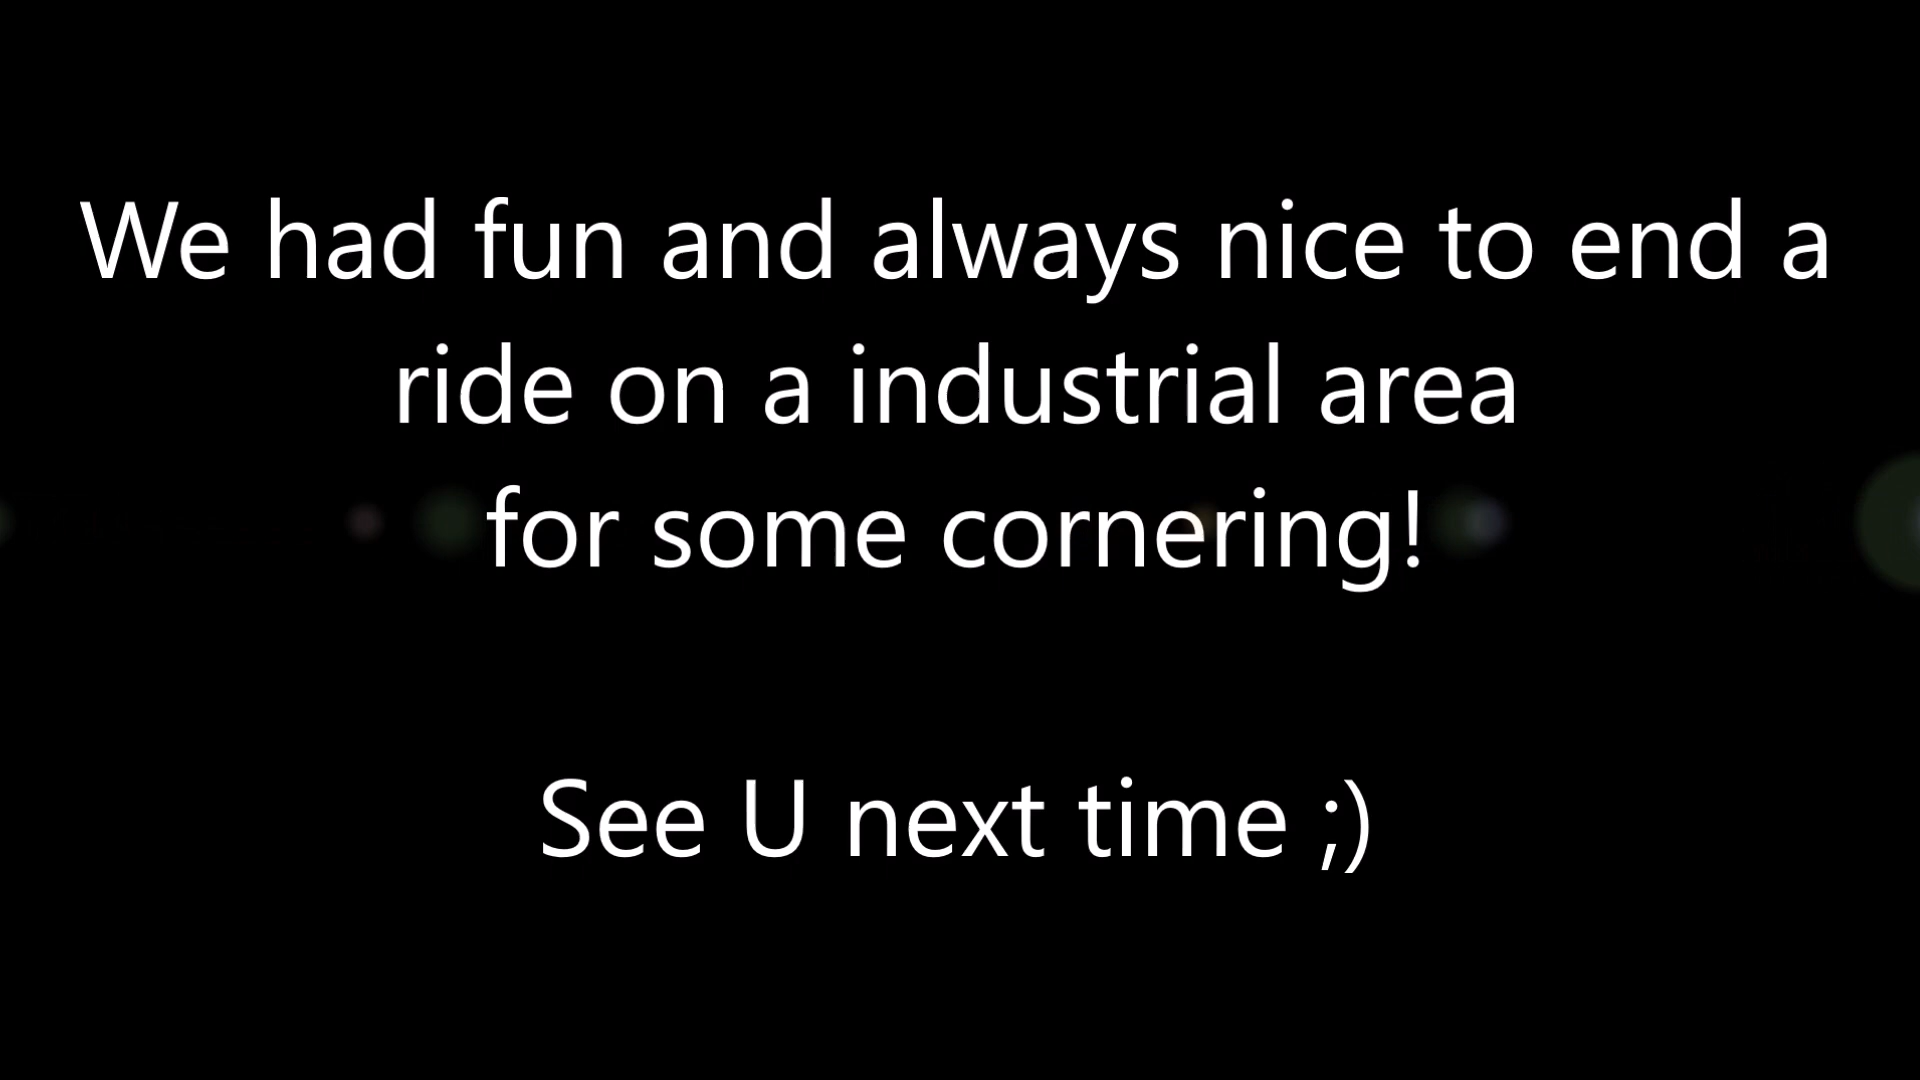 We had fun and always nice to end a
ride on a industrial area
for some cornering!
See U next time ;)